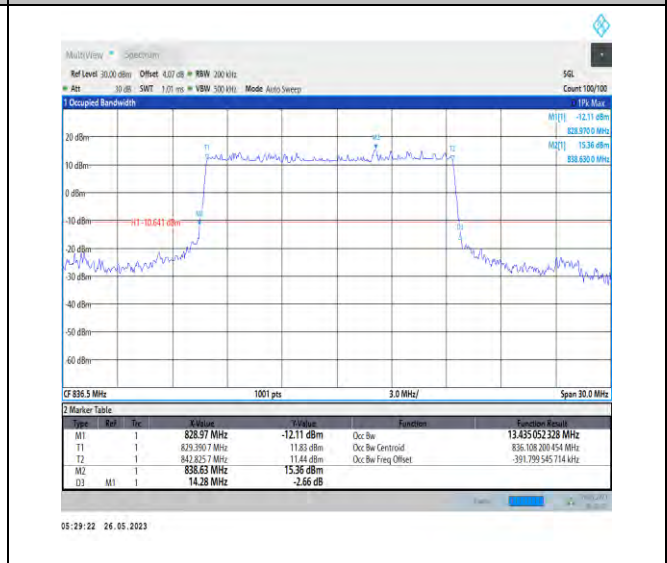 MultiView Spectrum
Ref Level 30.00 dBm Offset 4.07 dB RBW 200 kHz SGL
Att 30 dB SWT 1.01 ms VBW 500 kHz Mode Auto Sweep Count 100/100
1 Occupied Bandwidth 1Pk Max
M1[1] -12.11 dBm
828.970 0 MHz
M2[1] 15.36 dBm
838.630 0 MHz
20 dBm
T1 M2 T2
10 dBm
0 dBm
-10 dBm H1 -10.641 dBm
D3
-20 dBm
-30 dBm
-40 dBm
-50 dBm
-60 dBm
CF 836.5 MHz 1001 pts 3.0 MHz/ Span 30.0 MHz
2 Marker Table
Type Ref Trc X-Value Y-Value Function Function Result
M1 1 828.97 MHz -12.11 dBm Occ Bw 13.435 052 328 MHz
T1 1 829.390 7 MHz 11.83 dBm Occ Bw Centroid 836.108 200 454 MHz
T2 1 842.825 7 MHz 11.44 dBm Occ Bw Freq Offset -391.799 545 714 kHz
M2 1 838.63 MHz 15.36 dBm
D3 M1 1 14.28 MHz -2.66 dB
05:29:22 26.05.2023